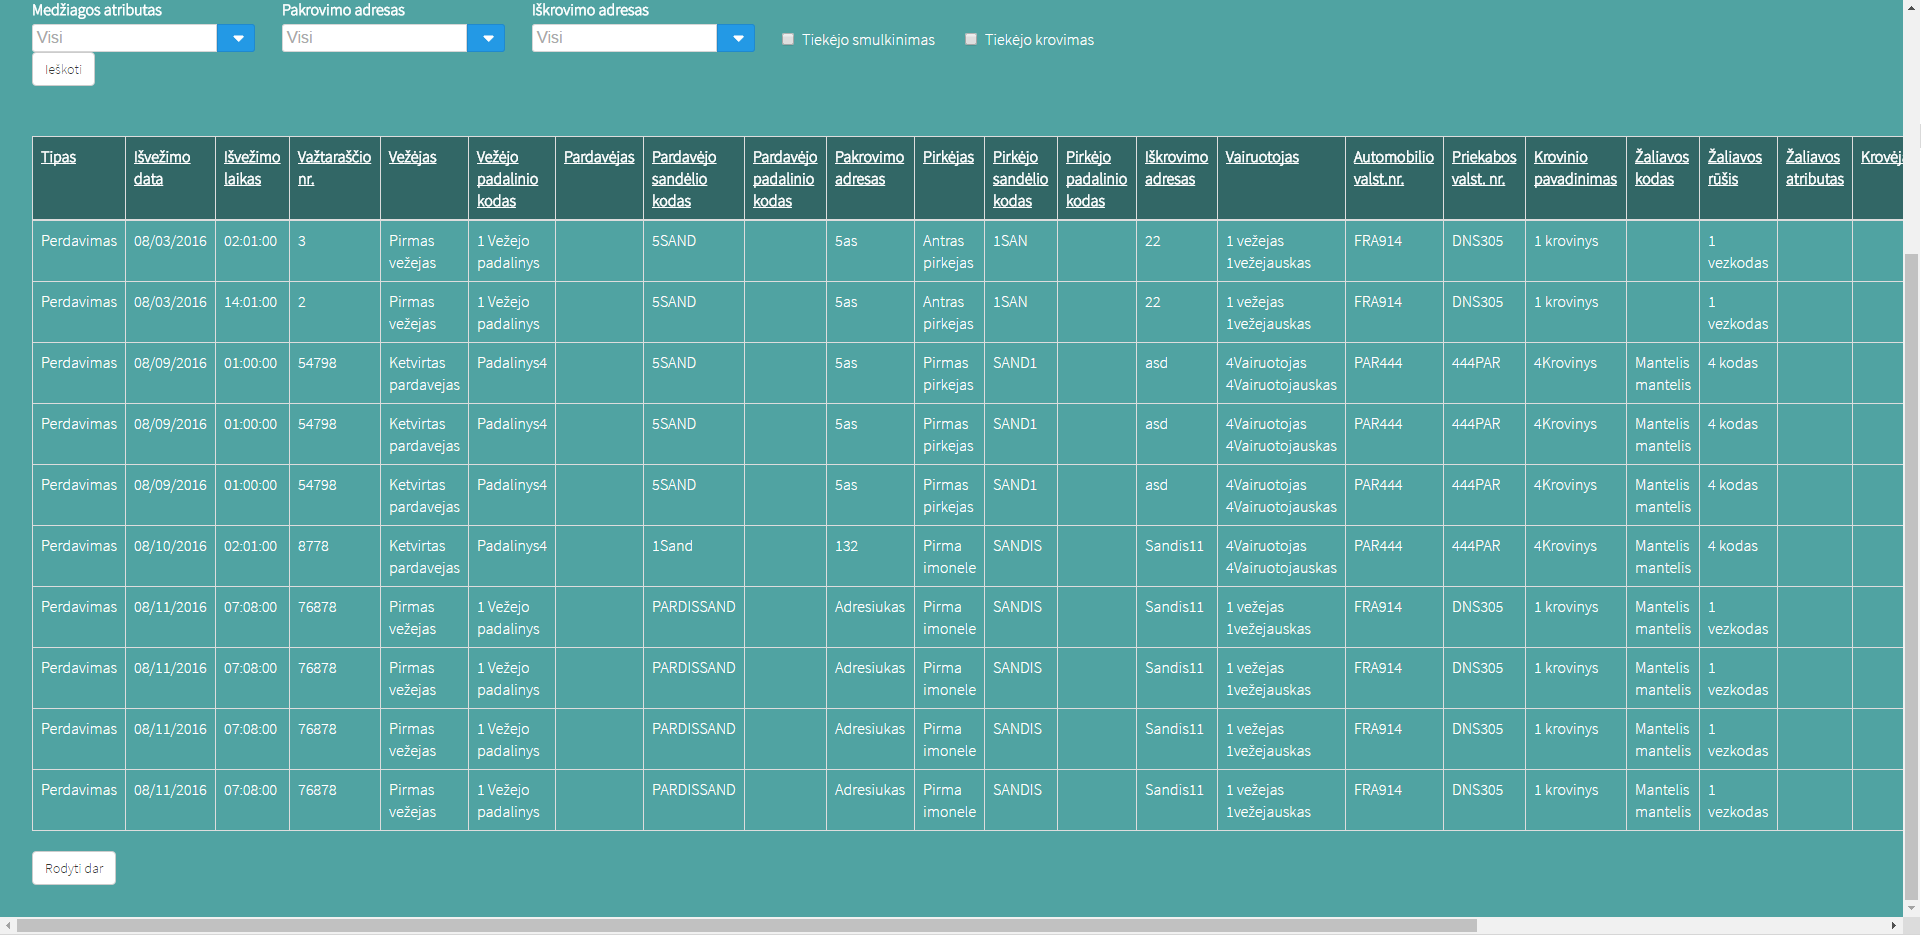 Medžiagos atributas Pakrovimo adresas Iškrovimo adresas
Visi Visi Visi Tiekėjo smulkinimas Tiekėjo krovimas
Ieškoti
Tipas Išvežimo Išvežimo Važtaraščio Vežėjas Vežėjo Pardavėjas Pardavėjo Pardavėjo Pakrovimo Pirkėjas Pirkėjo Pirkėjo Iškrovimo Vairuotojas Automobilio Priekabos Krovinio Žaliavos Žaliavos Žaliavos Krovėja
data laikas nr. padalinio sandėlio padalinio adresas sandėlio padalinio adresas valst.nr. valst. nr. pavadinimas kodas rūšis atributas
kodas kodas kodas kodas kodas
Perdavimas 08/03/2016 02:01:00 3 Pirmas 1 Vežejo 5SAND 5as Antras 1SAN 22 1 vežejas FRA914 DNS305 1 krovinys 1
vežejas padalinys pirkejas 1vežejauskas vezkodas
Perdavimas 08/03/2016 14:01:00 2 Pirmas 1 Vežejo 5SAND 5as Antras 1SAN 22 1 vežejas FRA914 DNS305 1 krovinys 1
vežejas padalinys pirkejas 1vežejauskas vezkodas
Perdavimas 08/09/2016 01:00:00 54798 Ketvirtas Padalinys4 5SAND 5as Pirmas SAND1 asd 4Vairuotojas PAR444 444PAR 4Krovinys Mantelis 4 kodas
pardavejas pirkejas 4Vairuotojauskas mantelis
Perdavimas 08/09/2016 01:00:00 54798 Ketvirtas Padalinys4 5SAND 5as Pirmas SAND1 asd 4Vairuotojas PAR444 444PAR 4Krovinys Mantelis 4 kodas
pardavejas pirkejas 4Vairuotojauskas mantelis
Perdavimas 08/09/2016 01:00:00 54798 Ketvirtas Padalinys4 5SAND 5as Pirmas SAND1 asd 4Vairuotojas PAR444 444PAR 4Krovinys Mantelis 4 kodas
pardavejas pirkejas 4Vairuotojauskas mantelis
Perdavimas 08/10/2016 02:01:00 8778 Ketvirtas Padalinys4 1Sand 132 Pirma SANDIS Sandis11 4Vairuotojas PAR444 444PAR 4Krovinys Mantelis 4 kodas
pardavejas imonele 4Vairuotojauskas mantelis
Perdavimas 08/11/2016 07:08:00 76878 Pirmas 1 Vežejo PARDISSAND Adresiukas Pirma SANDIS Sandis11 1 vežejas FRA914 DNS305 1 krovinys Mantelis 1
vežejas padalinys imonele 1vežejauskas mantelis vezkodas
Perdavimas 08/11/2016 07:08:00 76878 Pirmas 1 Vežejo PARDISSAND Adresiukas Pirma SANDIS Sandis11 1 vežejas FRA914 DNS305 1 krovinys Mantelis 1
vežejas padalinys imonele 1vežejauskas mantelis vezkodas
Perdavimas 08/11/2016 07:08:00 76878 Pirmas 1 Vežejo PARDISSAND Adresiukas Pirma SANDIS Sandis11 1 vežejas FRA914 DNS305 1 krovinys Mantelis 1
vežejas padalinys imonele 1vežejauskas mantelis vezkodas
Perdavimas 08/11/2016 07:08:00 76878 Pirmas 1 Vežejo PARDISSAND Adresiukas Pirma SANDIS Sandis11 1 vežejas FRA914 DNS305 1 krovinys Mantelis 1
vežejas padalinys imonele 1vežejauskas mantelis vezkodas
Rodyti dar